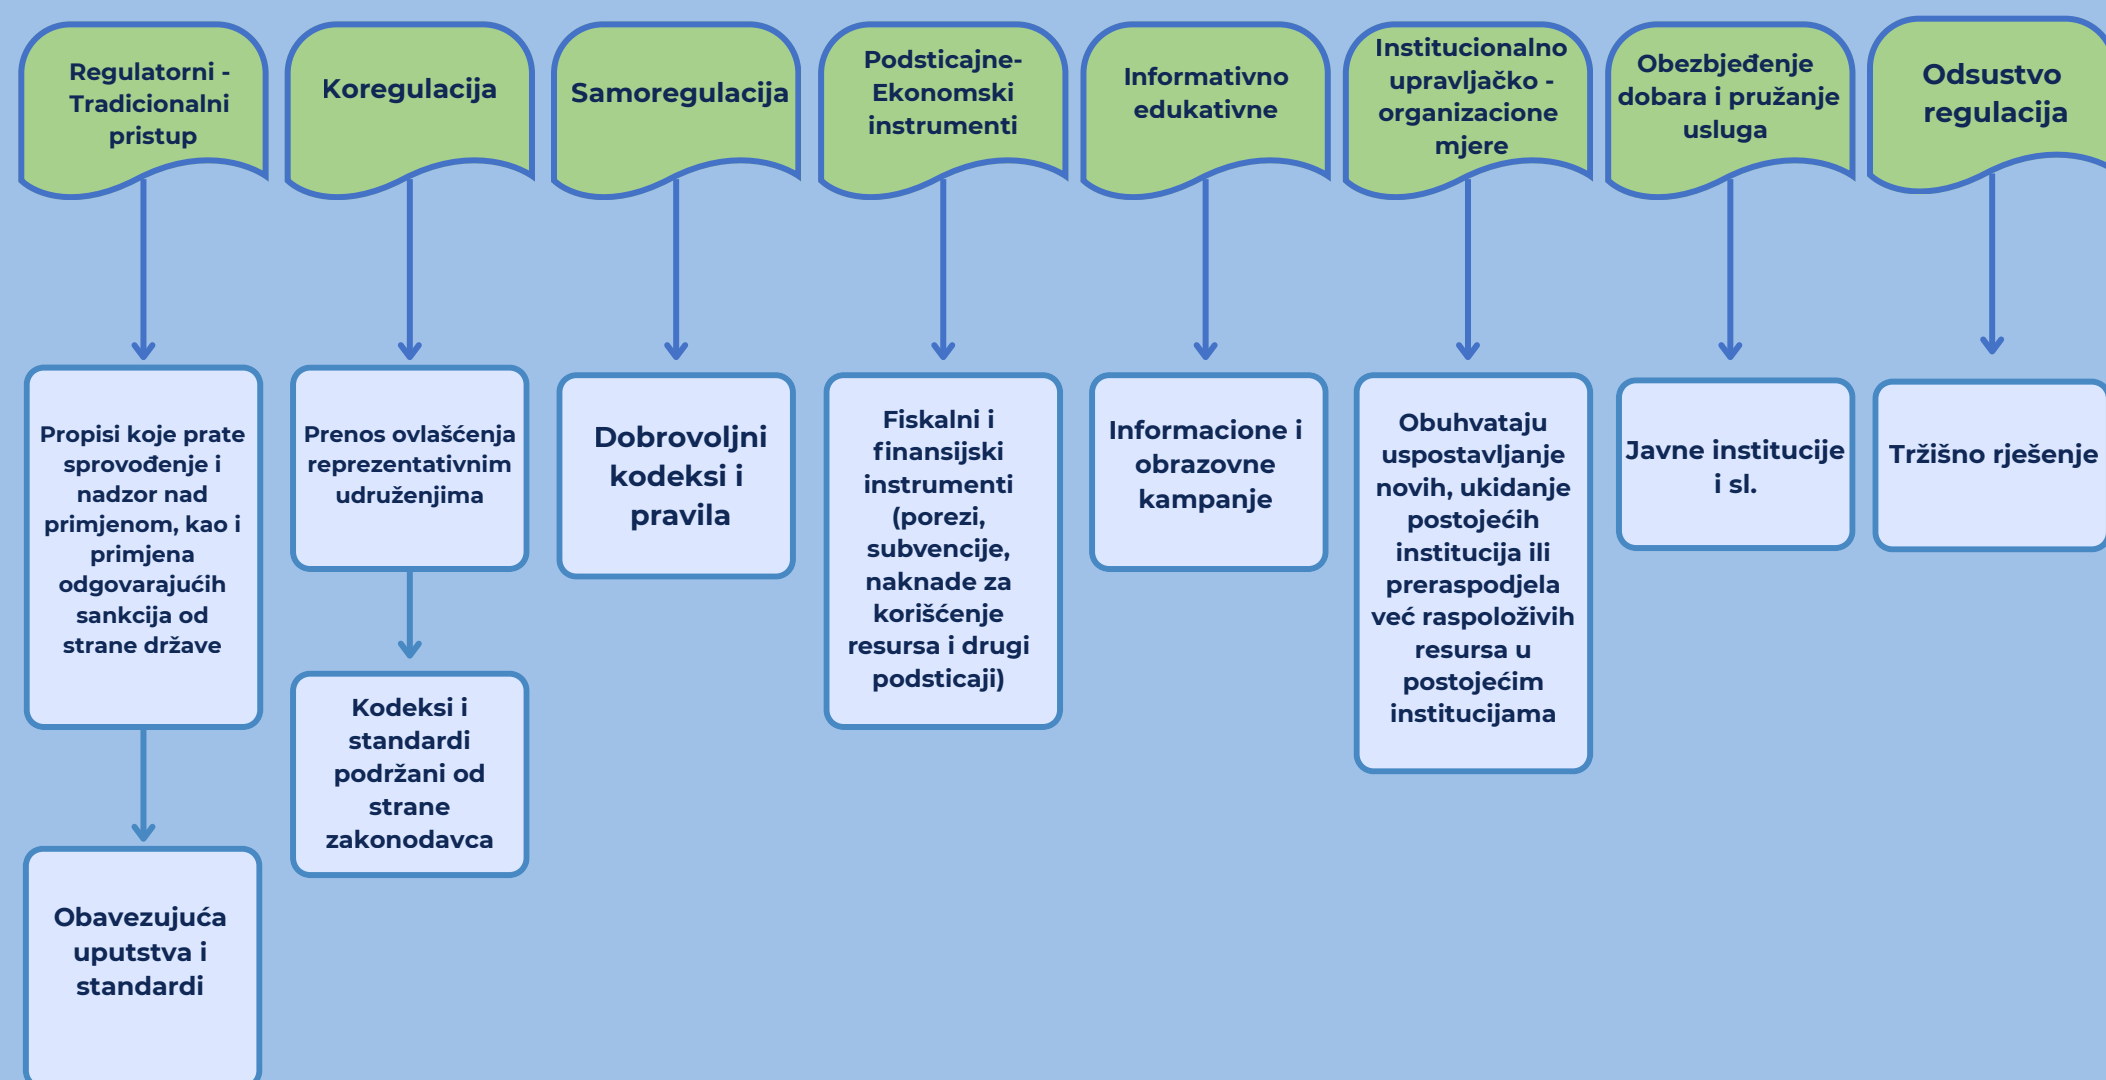 Regulatorni -
Tradicionalni
pristup
Koregulacija
Samoregulacija
Podsticajne-
Ekonomski
instrumenti
Informativno
edukativne
Institucionalno
upravljačko -
organizacione
mjere
Obezbjeđenje
dobara i pružanje
usluga
Odsustvo
regulacija
Propisi koje prate
sprovođenje i
nadzor nad
primjenom, kao i
primjena
odgovarajućih
sankcija od
strane države
Prenos ovlašćenja
reprezentativnim
udruženjima
Dobrovoljni
kodeksi i
pravila
Fiskalni i
finansijski
instrumenti
(porezi,
subvencije,
naknade za
korišćenje
resursa i drugi
podsticaji)
Informacione i
obrazovne
kampanje
Obuhvataju
uspostavljanje
novih, ukidanje
postojećih
institucija ili
preraspodjela
već raspoloživih
resursa u
postojećim
institucijama
Javne institucije
i sl.
Tržišno rješenje
Kodeksi i
standardi
podržani od
strane
zakonodavca
Obavezujuća
uputstva i
standardi